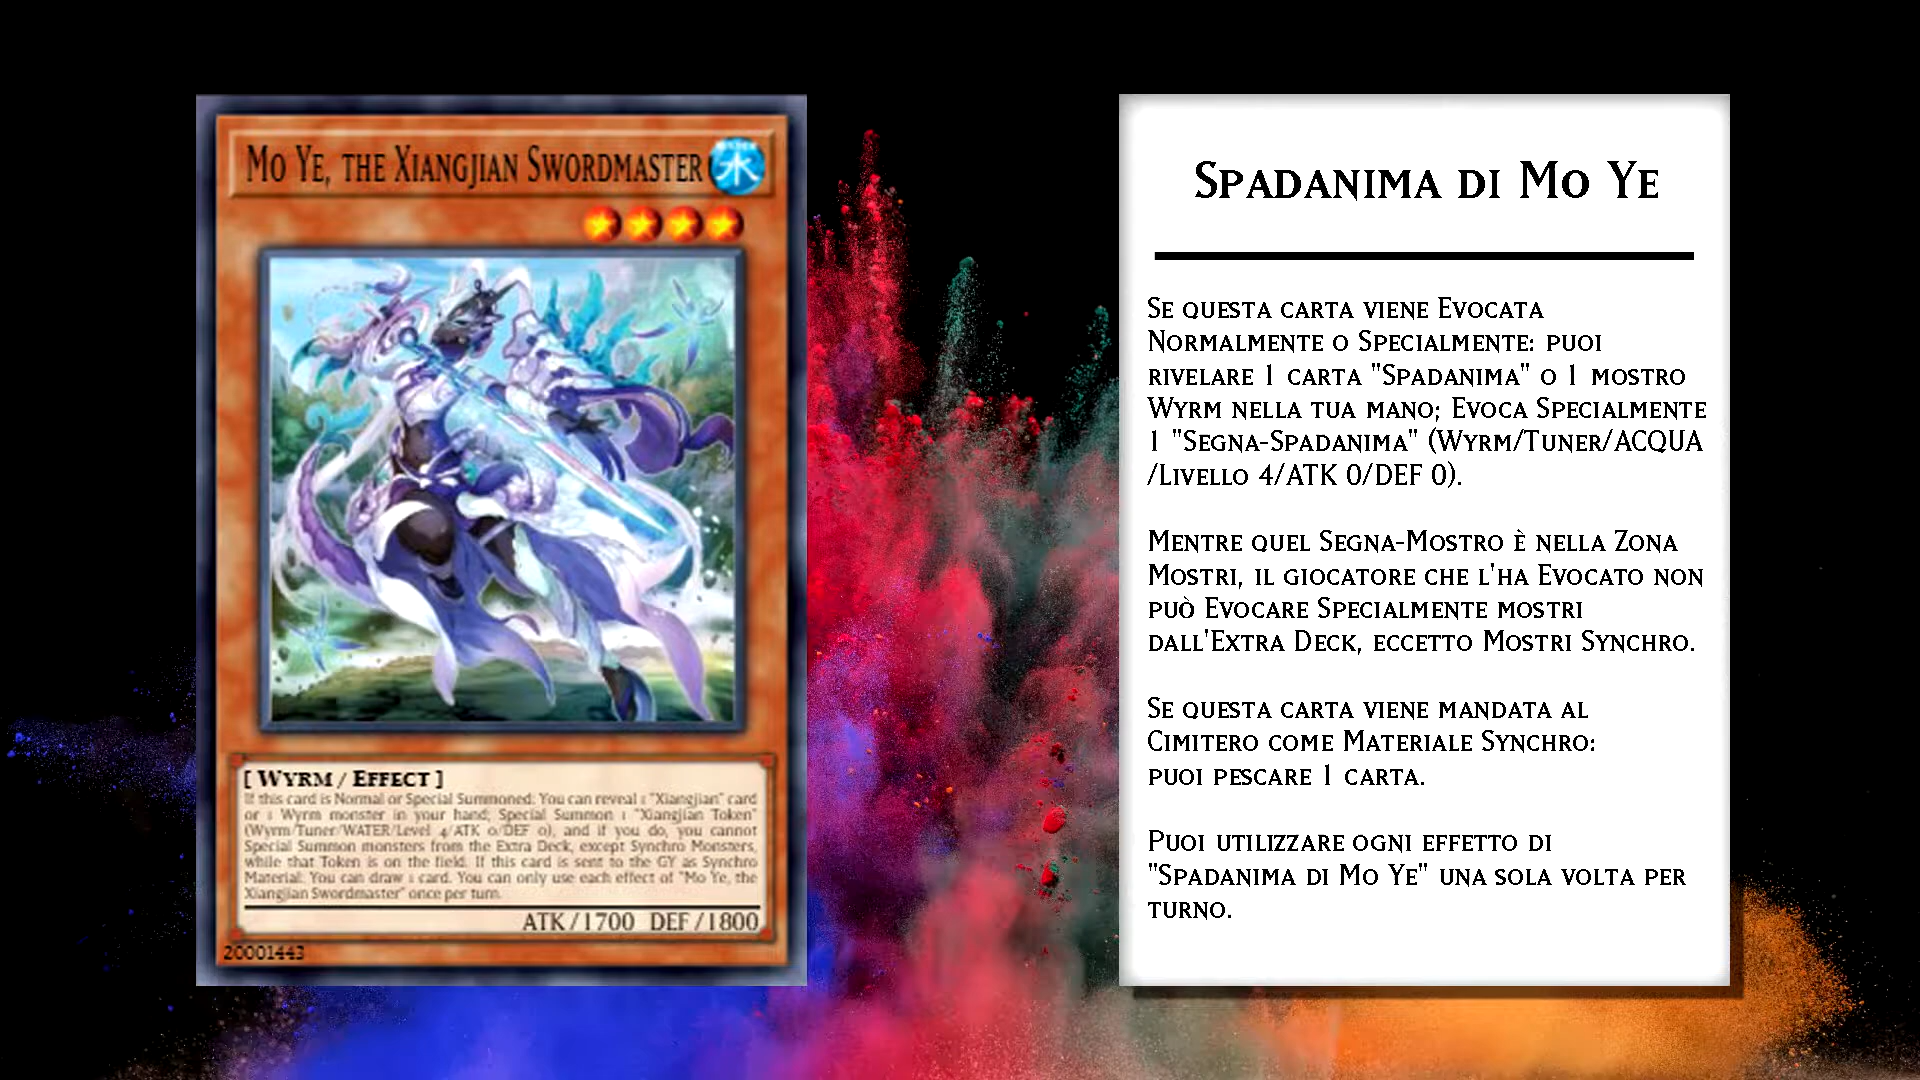 Mo Ye, the Xiangjian Swordmaster
水
[ Wyrm / Effect ]
If this card is Normal or Special Summoned: You can reveal 1 "Xiangjian" card
or 1 Wyrm monster in your hand; Special Summon 1 "Xiangjian Token"
(Wyrm/Tuner/WATER/Level 4/ATK 0/DEF 0), and if you do, you cannot
Special Summon monsters from the Extra Deck, except Synchro Monsters,
while that Token is on the field. If this card is sent to the GY as Synchro
Material: You can draw 1 card. You can only use each effect of "Mo Ye, the
Xiangjian Swordmaster" once per turn.
ATK/1700 DEF/1800
20001443
Spadanima di Mo Ye
Se questa carta viene Evocata
Normalmente o Specialmente: puoi
rivelare 1 carta "Spadanima" o 1 mostro
Wyrm nella tua mano; Evoca Specialmente
1 "Segna-Spadanima" (Wyrm/Tuner/ACQUA
/Livello 4/ATK 0/DEF 0).
Mentre quel Segna-Mostro è nella Zona
Mostri, il giocatore che l'ha Evocato non
può Evocare Specialmente mostri
dall'Extra Deck, eccetto Mostri Synchro.
Se questa carta viene mandata al
Cimitero come Materiale Synchro:
puoi pescare 1 carta.
Puoi utilizzare ogni effetto di
"Spadanima di Mo Ye" una sola volta per
turno.